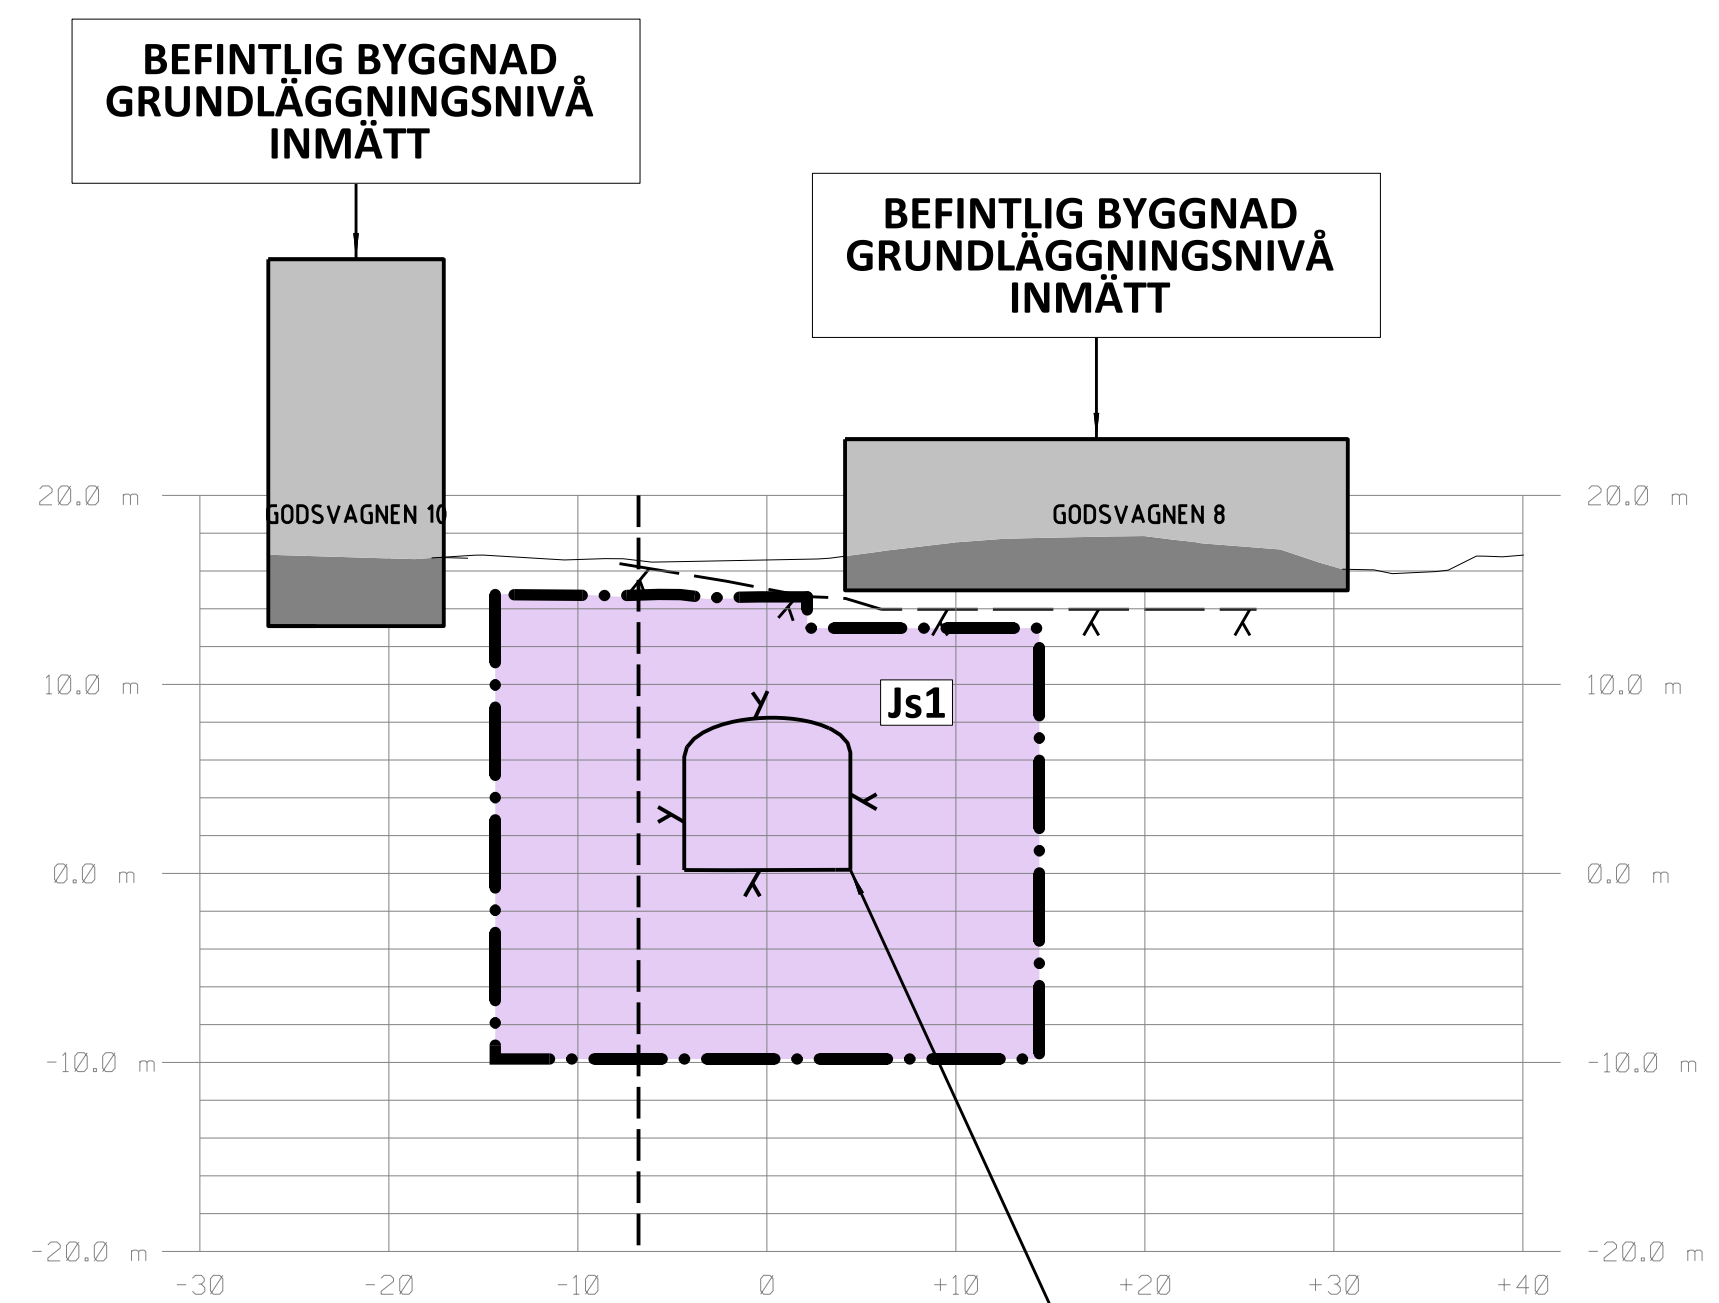 BEFINTLIG BYGGNAD
GRUNDLÄGGNINGSNIVÅ
INMÄTT
BEFINTLIG BYGGNAD
GRUNDLÄGGNINGSNIVÅ
INMÄTT
20.0 m
GODSVAGNEN 10
GODSVAGNEN 8
20.0 m
10.0 m
Js1
10.0 m
0.0 m
0.0 m
-10.0 m
-10.0 m
-20.0 m
-20.0 m
-30
-20
-10
0
+10
+20
+30
+40